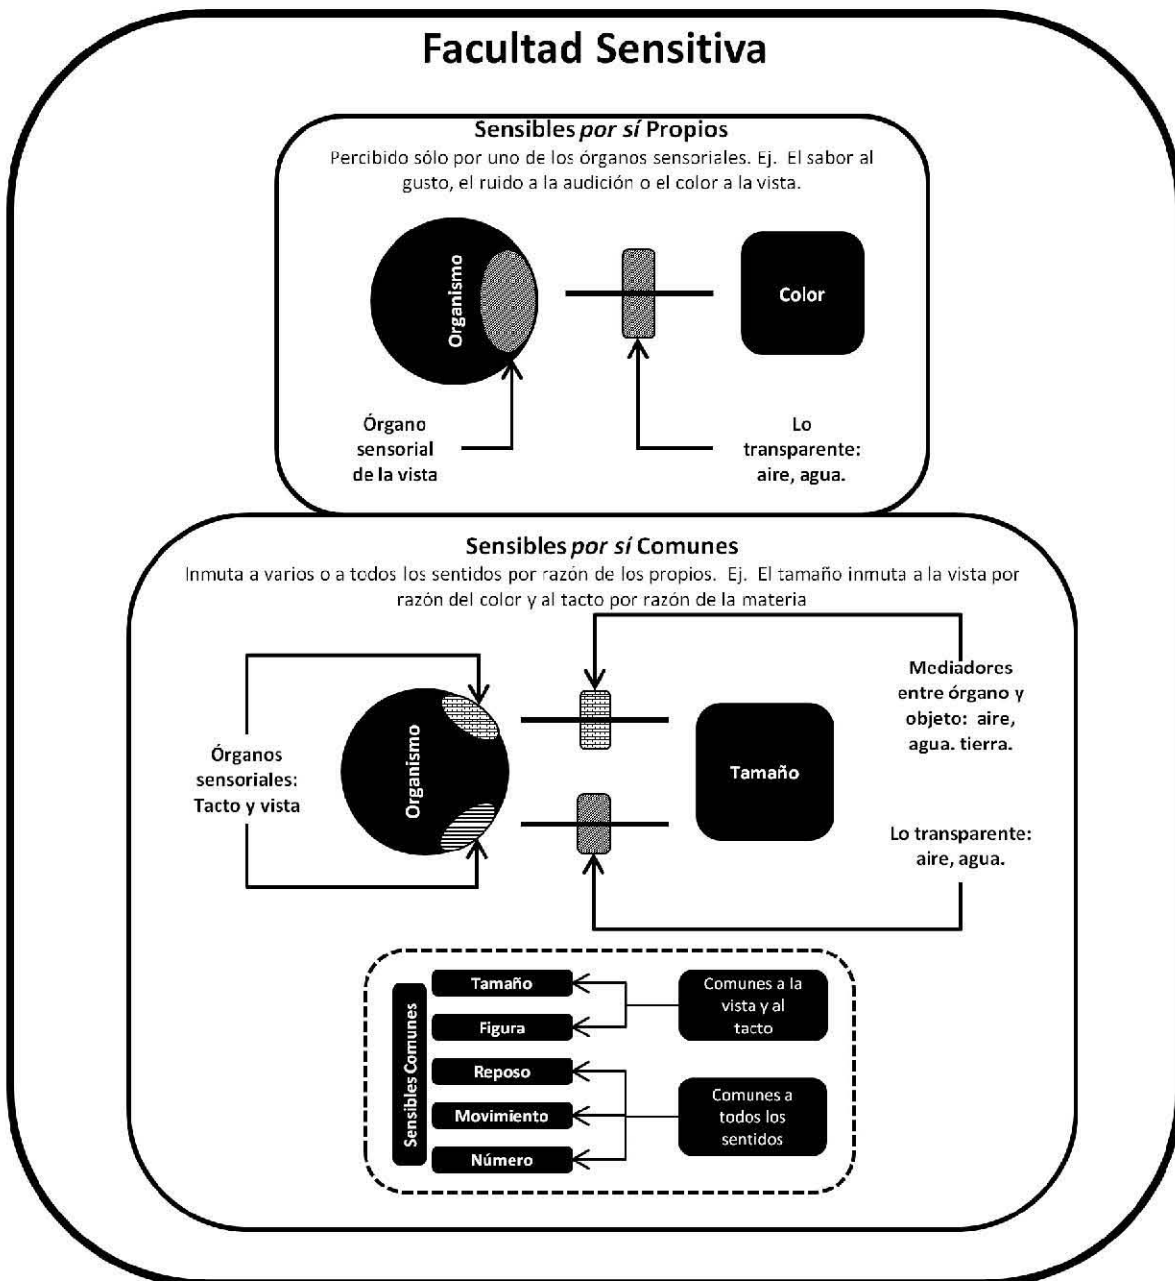 Facultad Sensitiva
Sensibles por sí Propios
Percibido sólo por uno de los órganos sensoriales. Ej. El sabor al
gusto, el ruido a la audición o el color a la vista.
Organismo
Color
Órgano
sensorial
de la vista
Lo
transparente:
aire, agua.
Sensibles por sí Comunes
Inmuta a varios o a todos los sentidos por razón de los propios. Ej. El tamaño inmuta a la vista por
razón del color y al tacto por razón de la materia
Órganos
sensoriales:
Tacto y vista
Organismo
Tamaño
Mediadores
entre órgano y
objeto: aire,
agua. tierra.
Lo transparente:
aire, agua.
Sensibles Comunes
Tamaño
Figura
Reposo
Movimiento
Número
Comunes a la
vista y al
tacto
Comunes a
todos los
sentidos